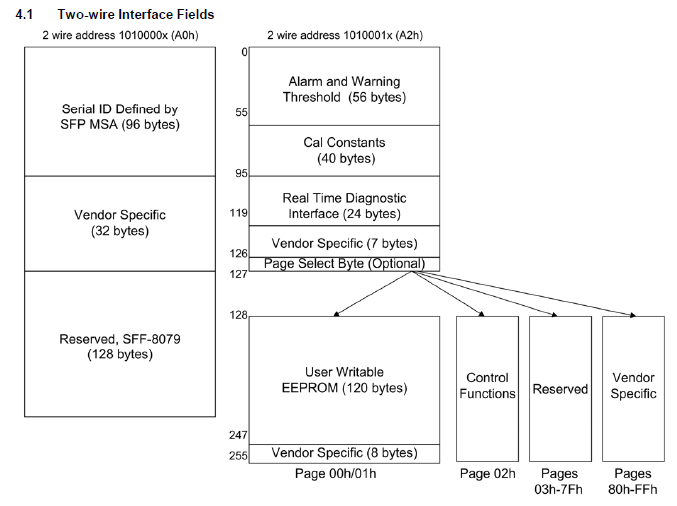 4.1 Two-wire Interface Fields
2 wire address 1010000x (A0h)
Serial ID Defined by
SFP MSA (96 bytes)
Vendor Specific
(32 bytes)
Reserved, SFF-8079
(128 bytes)
2 wire address 1010001x (A2h)
0
Alarm and Warning
Threshold (56 bytes)
55
Cal Constants
(40 bytes)
95
Real Time Diagnostic
Interface (24 bytes)
119
Vendor Specific (7 bytes)
126
Page Select Byte (Optional)
127
128
User Writable
EEPROM (120 bytes)
247
Vendor Specific (8 bytes)
255
Page 00h/01h
Control
Functions
Page 02h
Reserved
Pages
03h-7Fh
Vendor
Specific
Pages
80h-FFh